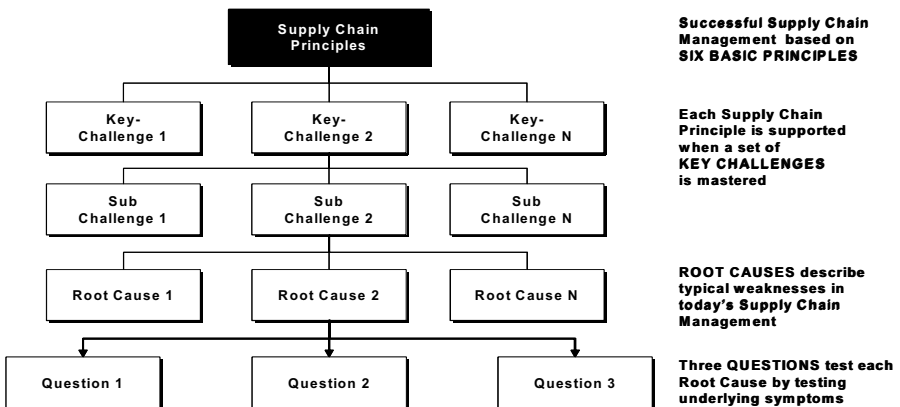 Supply Chain
Principles
Successful Supply Chain
Management based on
SIX BASIC PRINCIPLES
Key-
Challenge 1
Key-
Challenge 2
Key-
Challenge N
Each Supply Chain
Principle is supported
when a set of
KEY CHALLENGES
is mastered
Sub
Challenge 1
Sub
Challenge 2
Sub
Challenge N
Root Cause 1
Root Cause 2
Root Cause N
ROOT CAUSES describe
typical weaknesses in
today's Supply Chain
Management
Question 1
Question 2
Question 3
Three QUESTIONS test each
Root Cause by testing
underlying symptoms